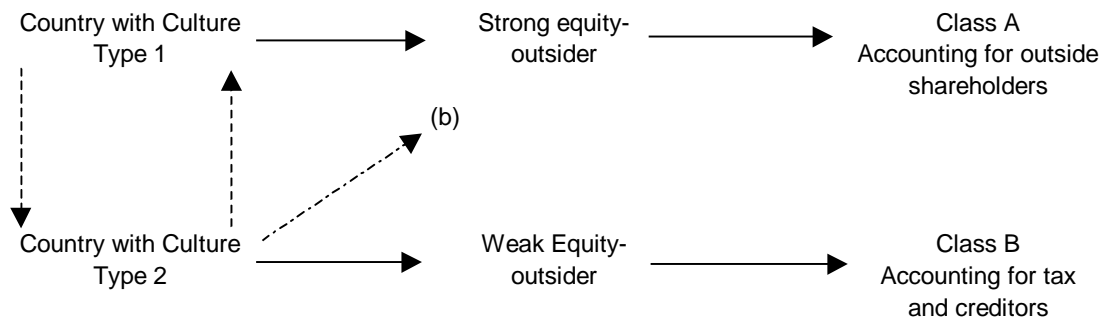 Country with Culture
Type 1
Strong equity-
outsider
Class A
Accounting for outside
shareholders
(b)
Country with Culture
Type 2
Weak Equity-
outsider
Class B
Accounting for tax
and creditors